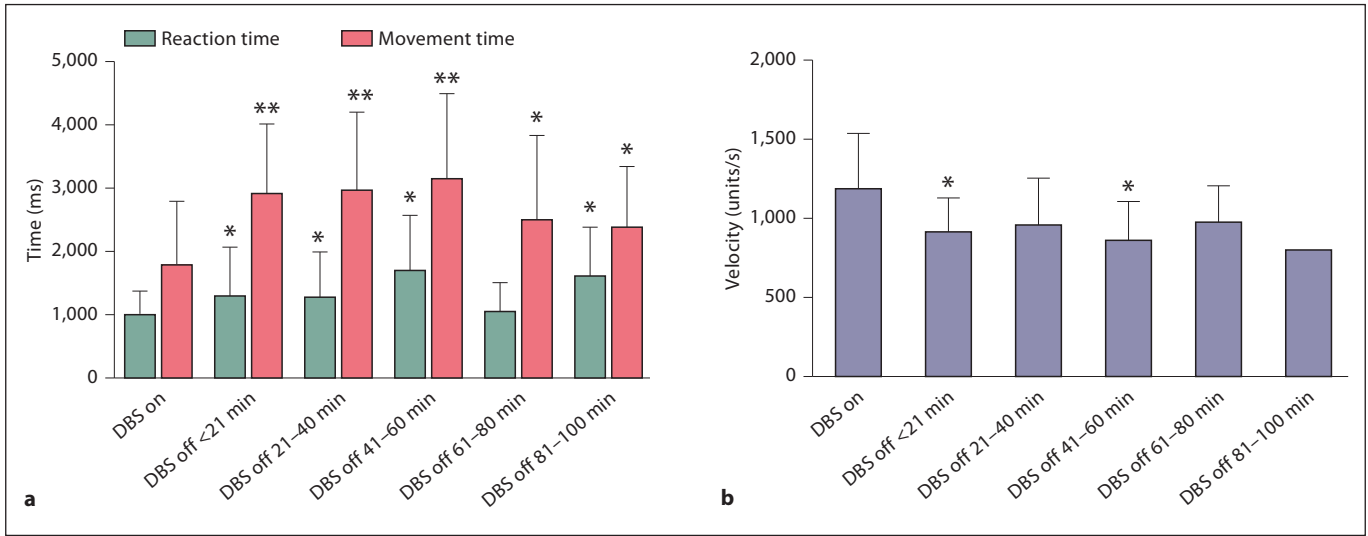 Reaction time
Movement time
5,000
4,000
3,000
2,000
1,000
0
Time (ms)
**
**
**
*
*
*
*
*
*
DBS on
DBS off <21 min
DBS off 21–40 min
DBS off 41–60 min
DBS off 61–80 min
DBS off 81–100 min
a
2,000
1,500
1,000
500
0
Velocity (units/s)
*
*
DBS on
DBS off <21 min
DBS off 21–40 min
DBS off 41–60 min
DBS off 61–80 min
DBS off 81–100 min
b